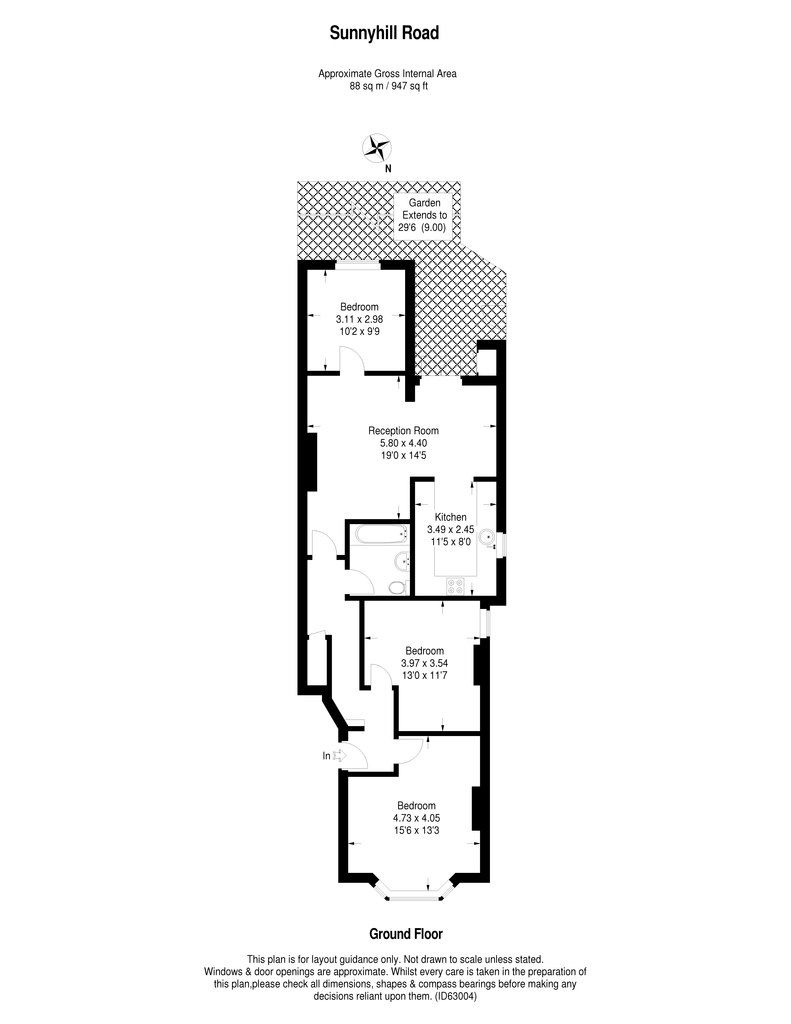 Sunnyhill Road
Approximate Gross Internal Area
88 sq m / 947 sq ft
N
Garden
Extends to
29'6 (9.00)
Bedroom
3.11 x 2.98
10'2 x 9'9
Reception Room
5.80 x 4.40
19'0 x 14'5
Kitchen
3.49 x 2.45
11'5 x 8'0
Bedroom
3.97 x 3.54
13'0 x 11'7
In
Bedroom
4.73 x 4.05
15'6 x 13'3
Ground Floor
This plan is for layout guidance only. Not drawn to scale unless stated.
Windows & door openings are approximate. Whilst every care is taken in the preparation of
this plan,please check all dimensions, shapes & compass bearings before making any
decisions reliant upon them. (ID63004)